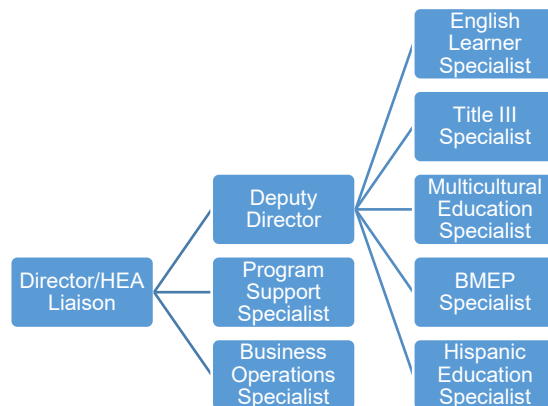 Director/HEA
Liaison
Deputy
Director
Program
Support
Specialist
Business
Operations
Specialist
English
Learner
Specialist
Title III
Specialist
Multicultural
Education
Specialist
BMEP
Specialist
Hispanic
Education
Specialist